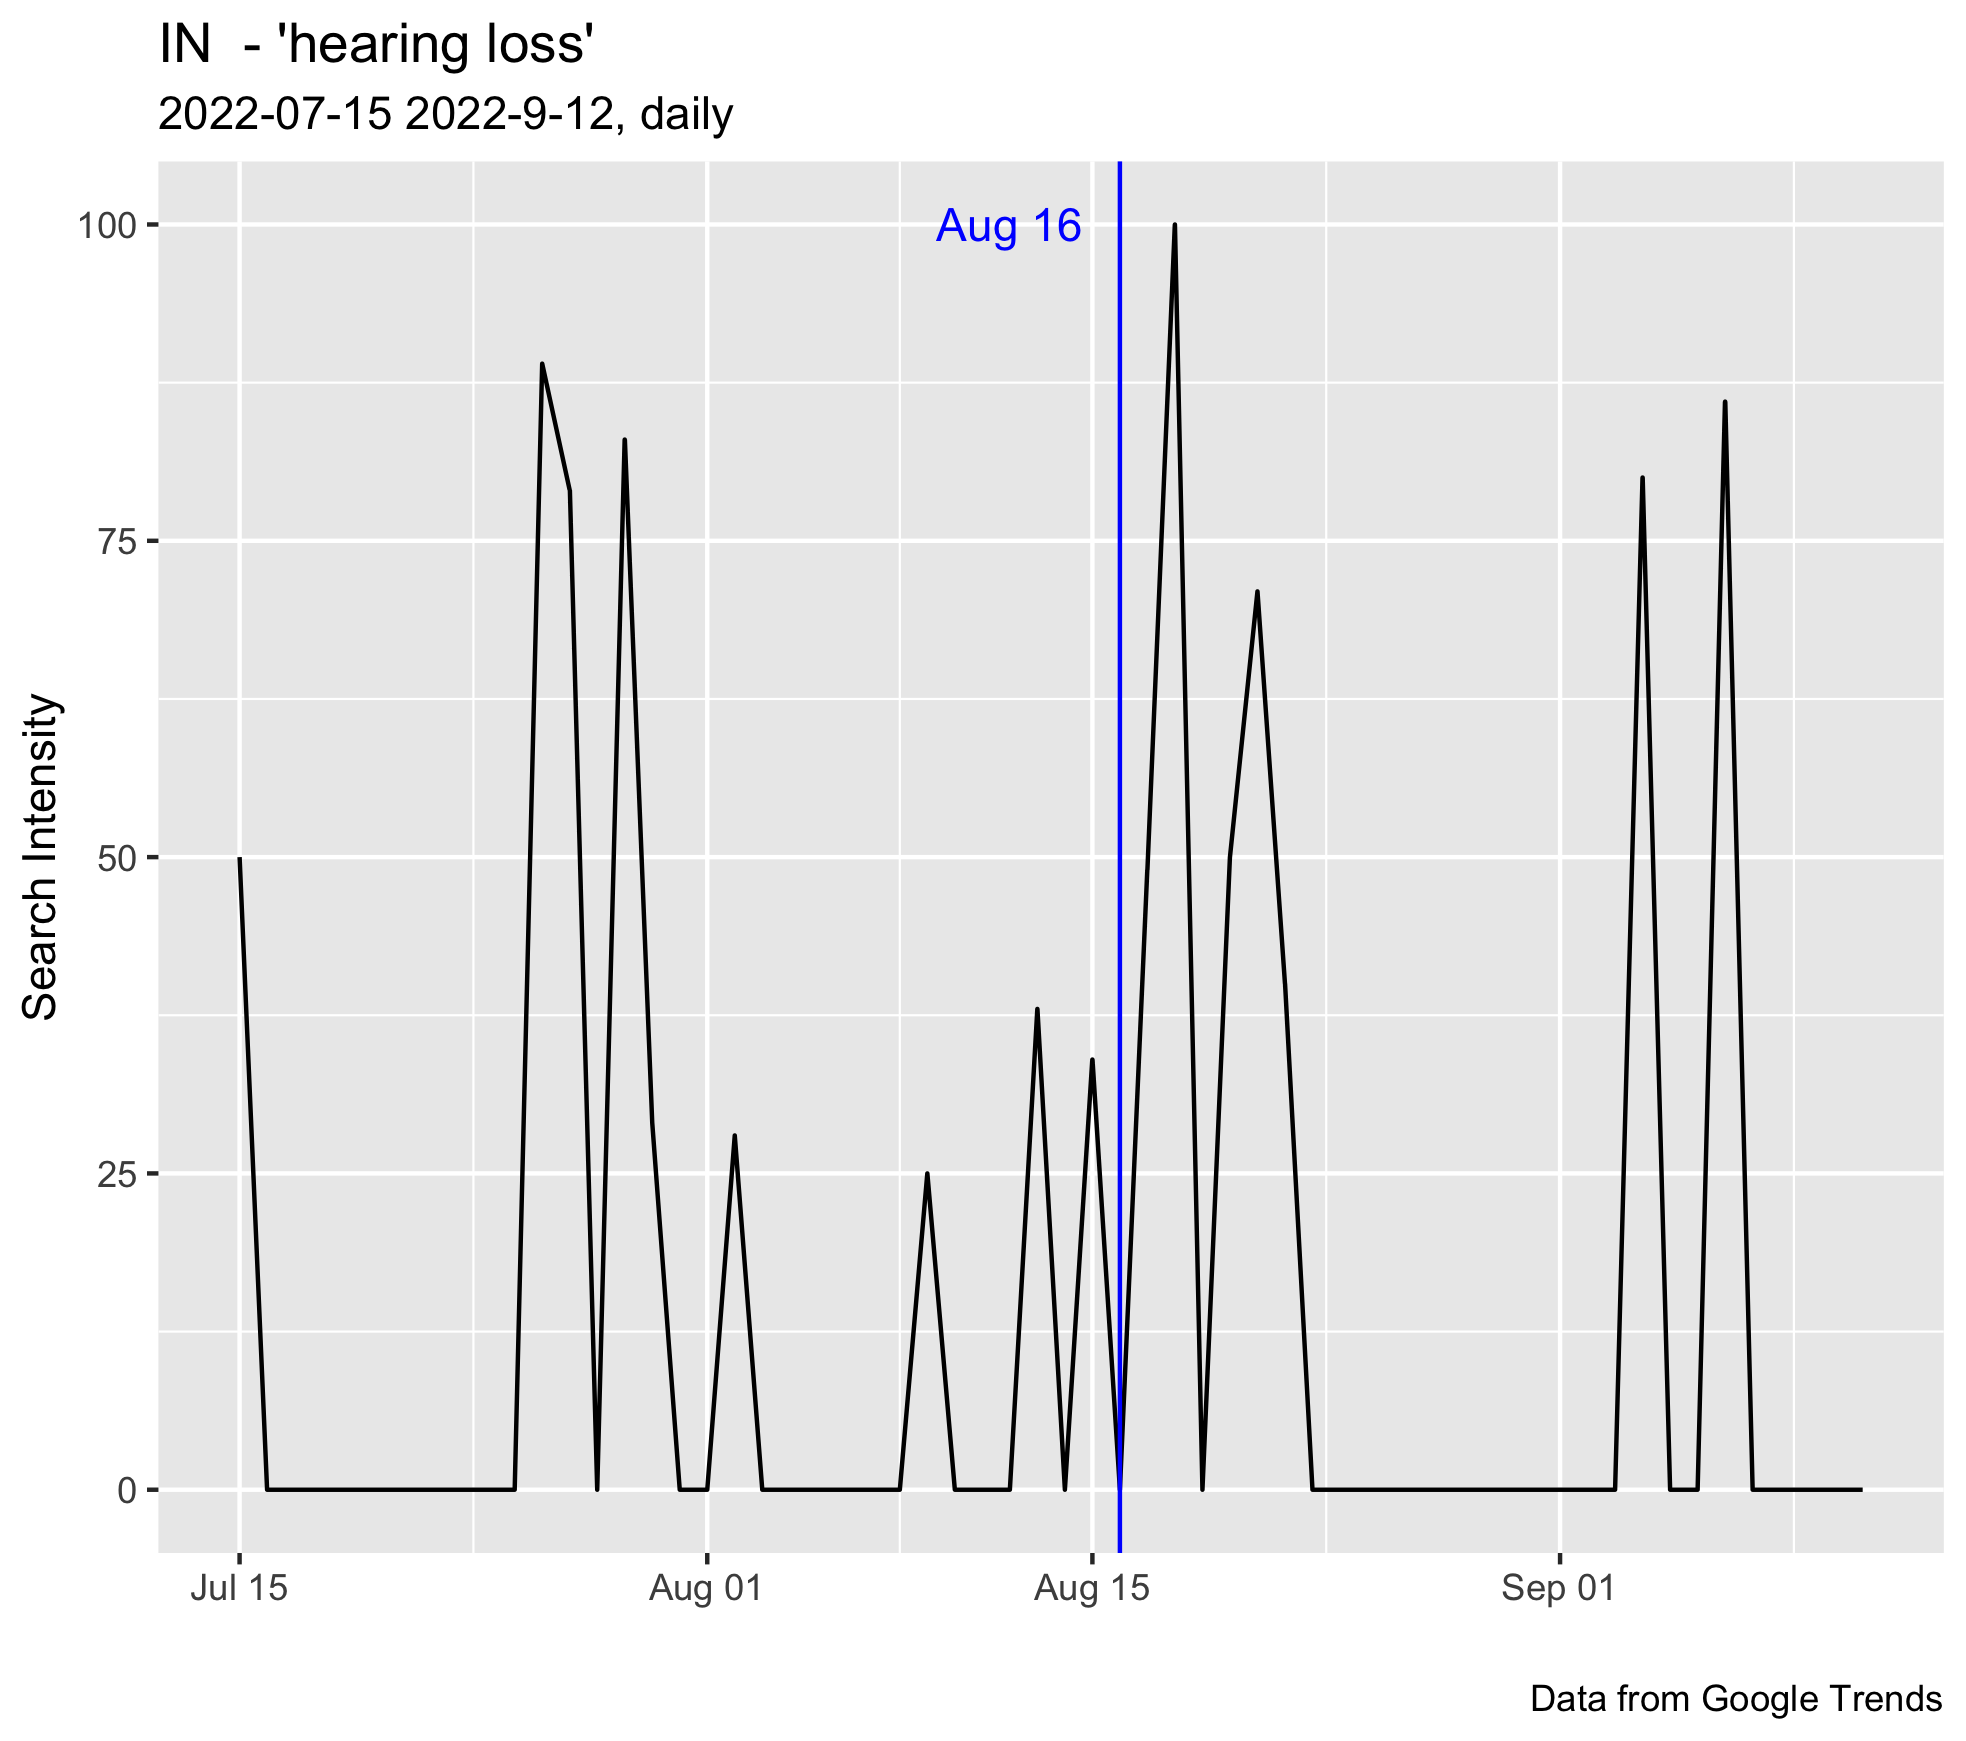 IN  - 'hearing loss'
2022-07-15 2022-9-12, daily
Aug 16
100
75
50
25
0
Search Intensity
Jul 15
Aug 01
Aug 15
Sep 01
Data from Google Trends